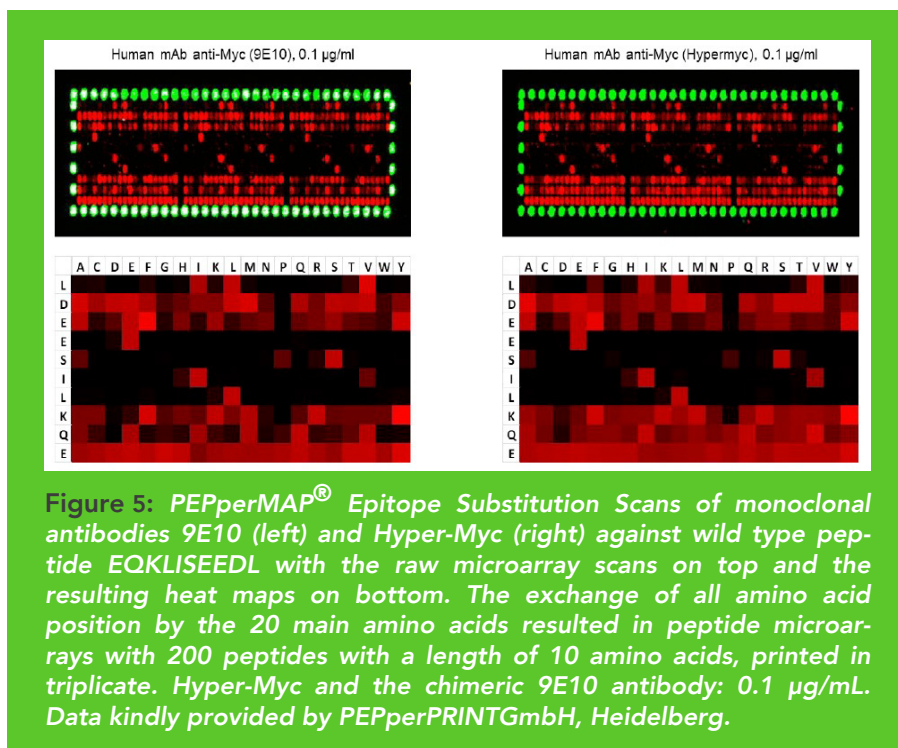 Human mAb anti-Myc (9E10), 0.1 µg/ml
Human mAb anti-Myc (Hypermyc), 0.1 µg/ml
A C D E F G H I K L M N P Q R S T V W Y
L
D
E
E
S
I
L
K
Q
E
A C D E F G H I K L M N P Q R S T V W Y
L
D
E
E
S
I
L
K
Q
E
Figure 5: PEPperMAP® Epitope Substitution Scans of monoclonal
antibodies 9E10 (left) and Hyper-Myc (right) against wild type pep-
tide EQKLISEEDL with the raw microarray scans on top and the
resulting heat maps on bottom. The exchange of all amino acid
position by the 20 main amino acids resulted in peptide microar-
rays with 200 peptides with a length of 10 amino acids, printed in
triplicate. Hyper-Myc and the chimeric 9E10 antibody: 0.1 µg/mL.
Data kindly provided by PEPperPRINTGmbH, Heidelberg.